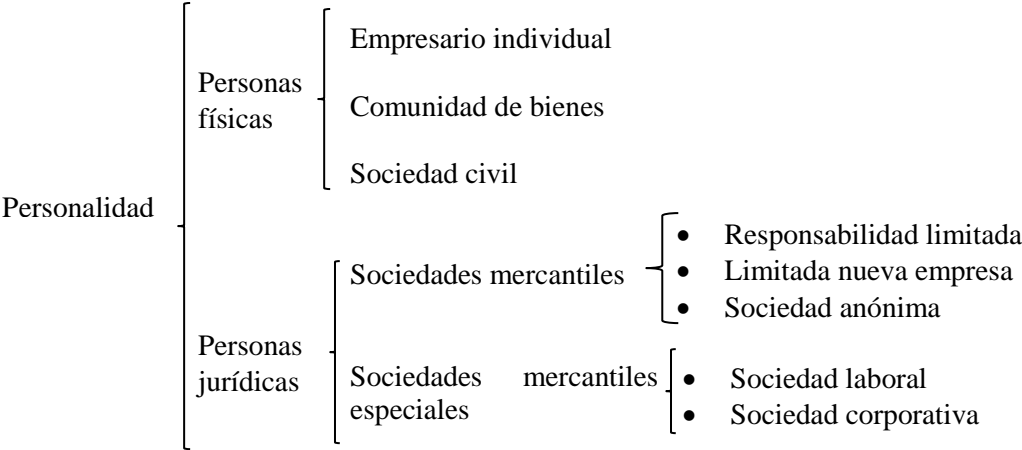 Empresario individual
Personas
físicas
Comunidad de bienes
Sociedad civil
Personalidad
Sociedades mercantiles
• Responsabilidad limitada
• Limitada nueva empresa
• Sociedad anónima
Personas
jurídicas
Sociedades mercantiles
especiales
• Sociedad laboral
• Sociedad corporativa